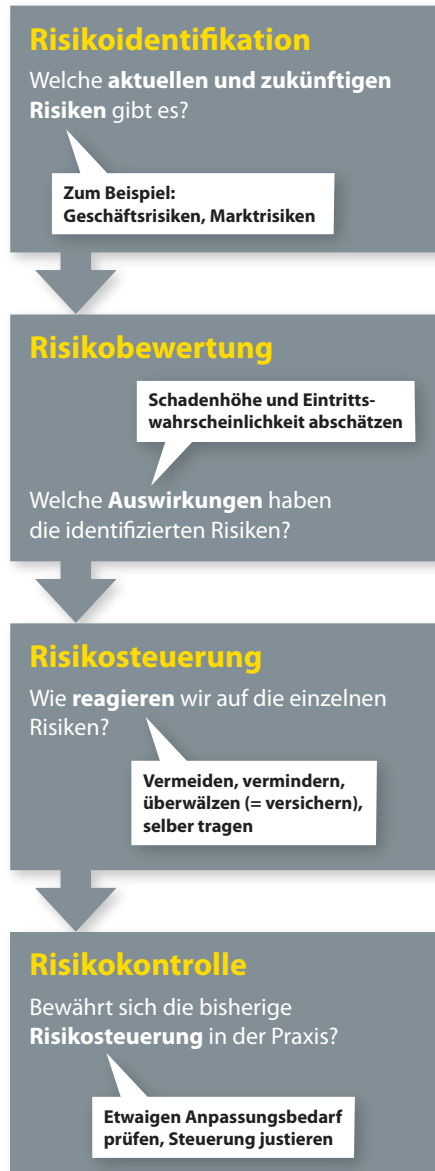 Risikoidentifikation
Welche aktuellen und zukünftigen
Risiken gibt es?
Zum Beispiel:
Geschäftsrisiken, Marktrisiken
Risikobewertung
Schadenhöhe und Eintritts-
wahrscheinlichkeit abschätzen
Welche Auswirkungen haben
die identifizierten Risiken?
Risikosteuerung
Wie reagieren wir auf die einzelnen
Risiken?
Vermeiden, vermindern,
überwälzen (= versichern),
selber tragen
Risikokontrolle
Bewährt sich die bisherige
Risikosteuerung in der Praxis?
Etwaigen Anpassungsbedarf
prüfen, Steuerung justieren